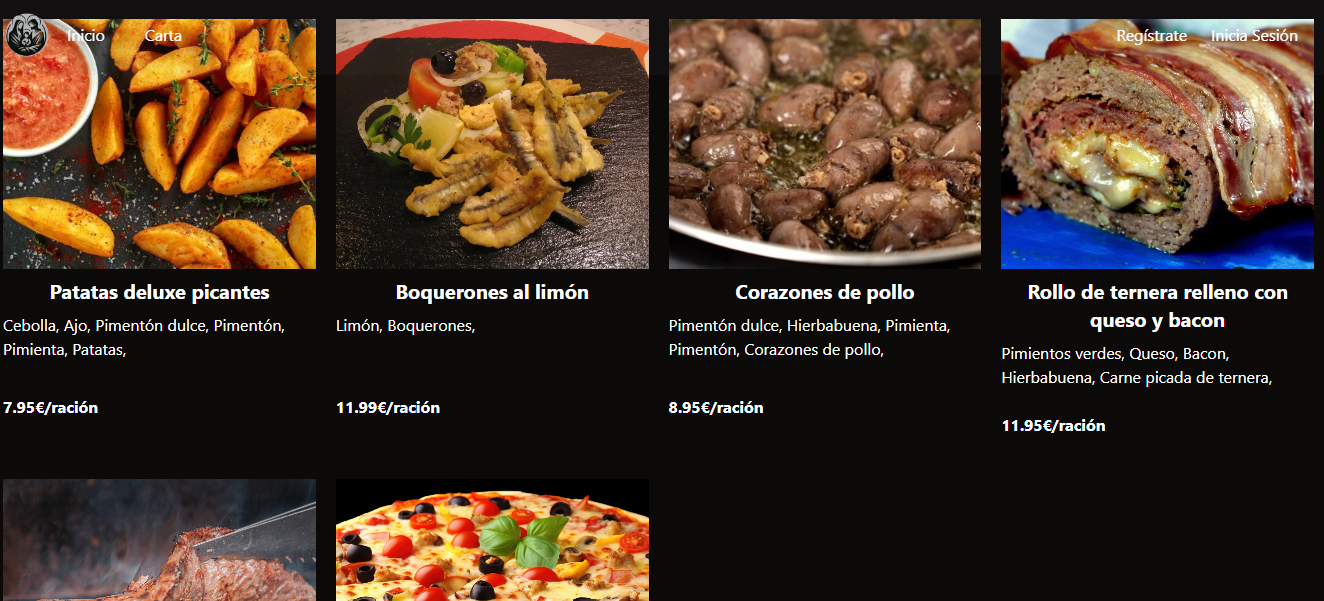 Inicio Carta Regístrate Inicia Sesión
Patatas deluxe picantes
Cebolla, Ajo, Pimentón dulce, Pimentón,
Pimienta, Patatas,
7.95€/ración
Boquerones al limón
Limón, Boquerones,
11.99€/ración
Corazones de pollo
Pimentón dulce, Hierbabuena, Pimienta,
Pimentón, Corazones de pollo,
8.95€/ración
Rollo de ternera relleno con
queso y bacon
Pimientos verdes, Queso, Bacon,
Hierbabuena, Carne picada de ternera,
11.95€/ración